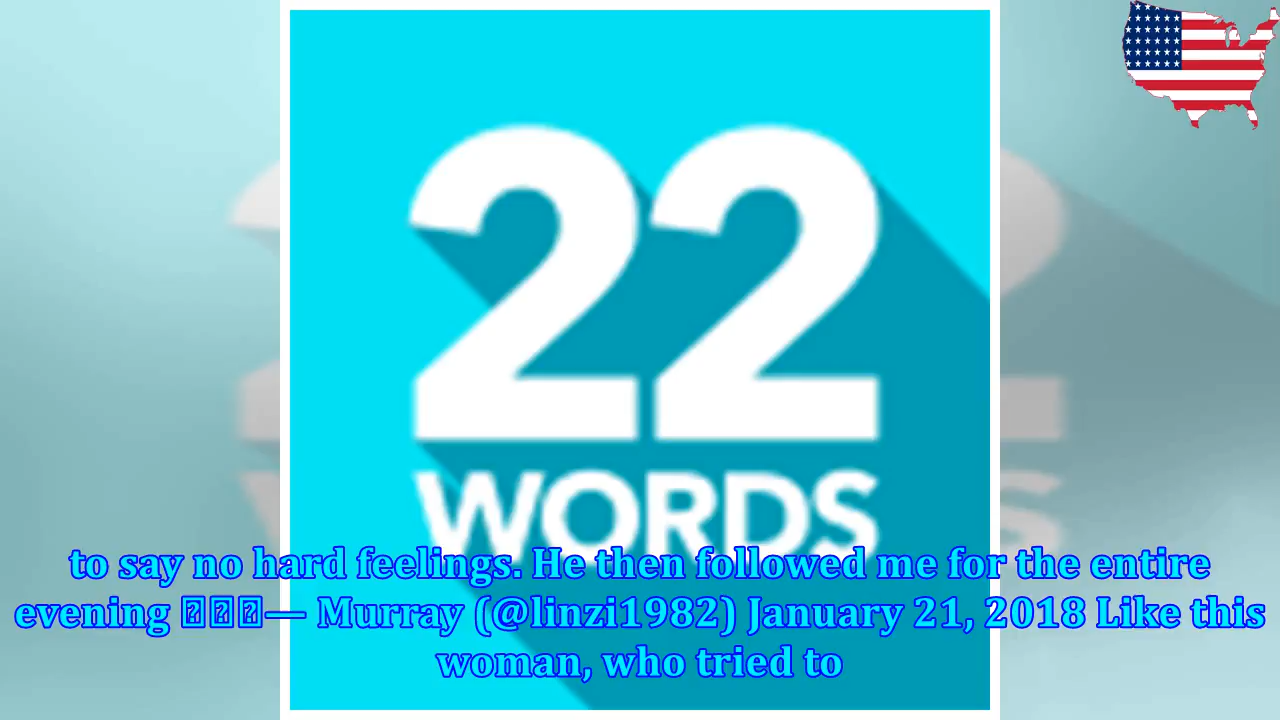 22
WORDS
to say no hard feelings. He then followed me for the entire
evening — Murray (@linzi1982) January 21, 2018 Like this
woman, who tried to